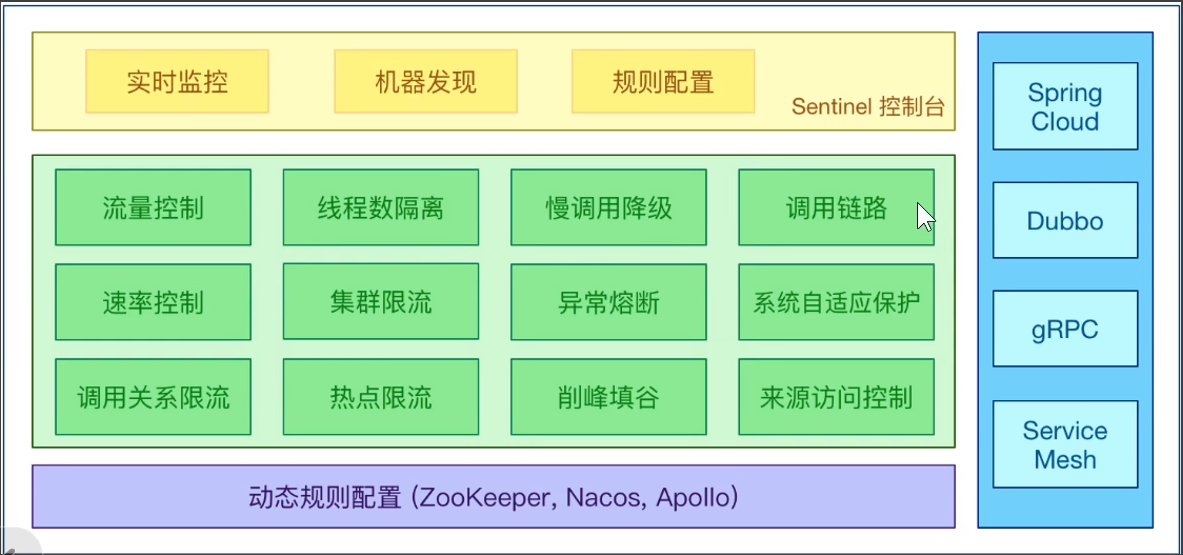 实时监控
机器发现
规则配置
Sentinel 控制台
流量控制
线程数隔离
慢调用降级
调用链路
速率控制
集群限流
异常熔断
系统自适应保护
调用关系限流
热点限流
削峰填谷
来源访问控制
动态规则配置 (ZooKeeper, Nacos, Apollo)
Spring
Cloud
Dubbo
gRPC
Service
Mesh